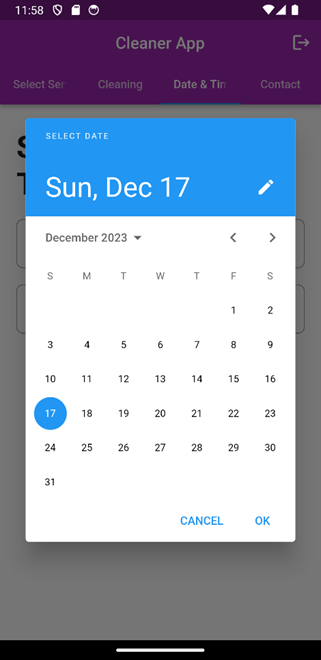 11:58
Cleaner App
Select Ser
Cleaning
Date & Tin
Contact
SELECT DATE
Sun, Dec 17
December 2023
S M T W T F S
1 2
3 4 5 6 7 8 9
10 11 12 13 14 15 16
17 18 19 20 21 22 23
24 25 26 27 28 29 30
31
CANCEL OK